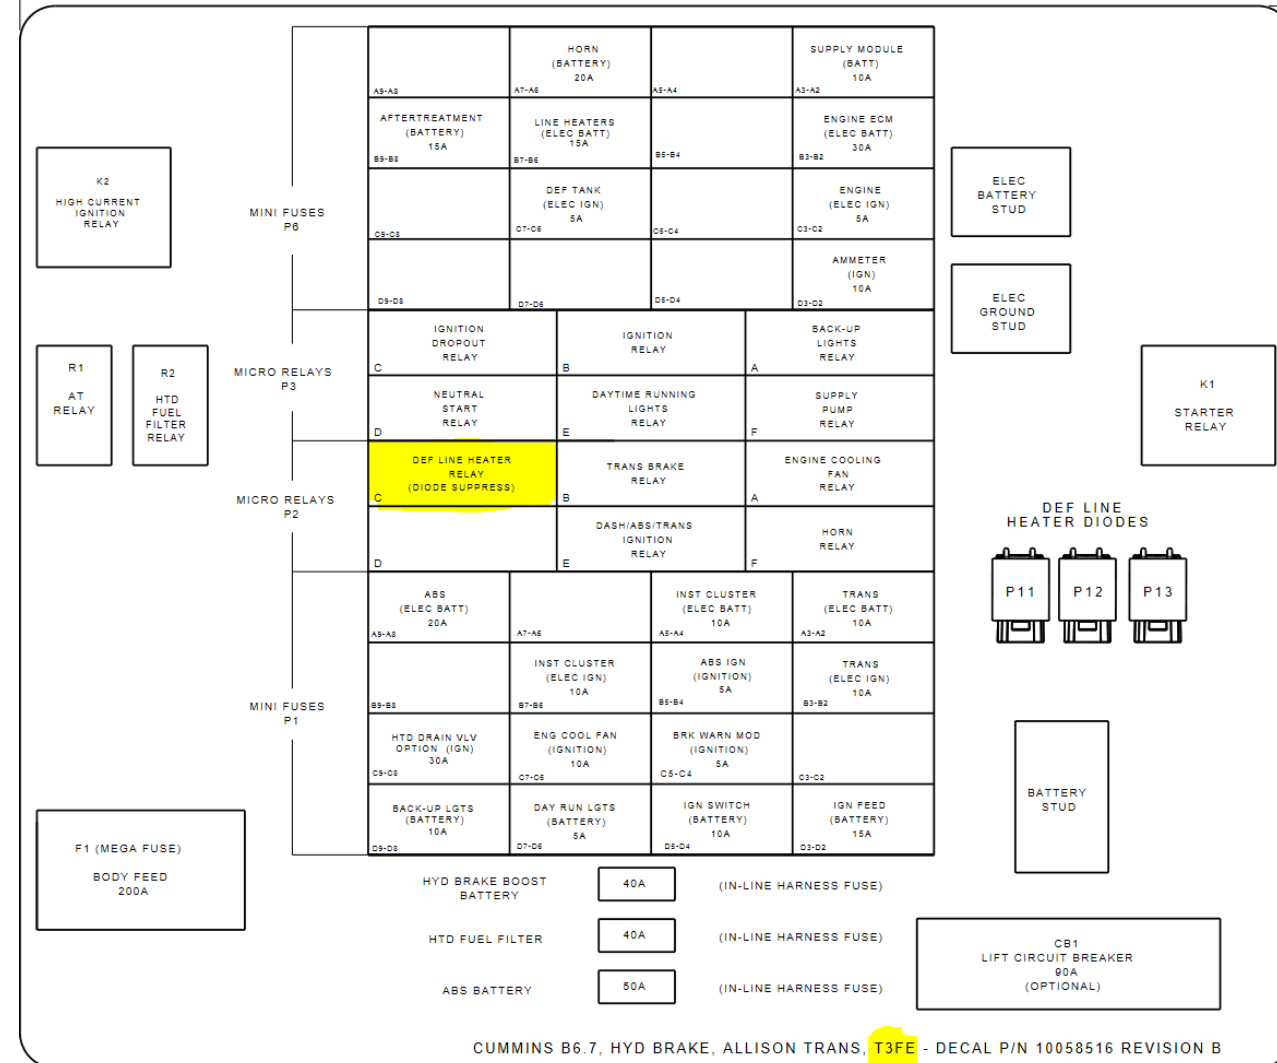 HORN
(BATTERY)
20A
SUPPLY MODULE
(BATT)
10A
A9-A8
A7-A6
A5-A4
A3-A2
AFTERTREATMENT
(BATTERY)
15A
LINE HEATERS
(ELEC BATT)
15A
ENGINE ECM
(ELEC BATT)
30A
B9-B8
B7-B6
B5-B4
B3-B2
K2
HIGH CURRENT
IGNITION
RELAY
MINI FUSES
P6
DEF TANK
(ELEC IGN)
5A
ENGINE
(ELEC IGN)
5A
C9-C8
C7-C6
C5-C4
C3-C2
ELEC
BATTERY
STUD
AMMETER
(IGN)
10A
D9-D8
D7-D6
D5-D4
D3-D2
ELEC
GROUND
STUD
R1
AT
RELAY
R2
HTD
FUEL
FILTER
RELAY
MICRO RELAYS
P3
IGNITION
DROPOUT
RELAY
C
IGNITION
RELAY
B
BACK-UP
LIGHTS
RELAY
A
NEUTRAL
START
RELAY
D
DAYTIME RUNNING
LIGHTS
RELAY
E
SUPPLY
PUMP
RELAY
F
K1
STARTER
RELAY
MICRO RELAYS
P2
DEF LINE HEATER
RELAY
(DIODE SUPPRESS)
C
TRANS BRAKE
RELAY
B
ENGINE COOLING
FAN
RELAY
A
D
DASH/ABS/TRANS
IGNITION
RELAY
E
HORN
RELAY
F
DEF LINE
HEATER DIODES
P11
P12
P13
MINI FUSES
P1
ABS
(ELEC BATT)
20A
INST CLUSTER
(ELEC BATT)
10A
TRANS
(ELEC BATT)
10A
A9-A8
A7-A6
A5-A4
A3-A2
INST CLUSTER
(ELEC IGN)
10A
ABS IGN
(IGNITION)
5A
TRANS
(ELEC IGN)
10A
B9-B8
B7-B6
B5-B4
B3-B2
HTD DRAIN VLV
OPTION (IGN)
30A
ENG COOL FAN
(IGNITION)
10A
BRK WARN MOD
(IGNITION)
5A
C9-C8
C7-C6
C5-C4
C3-C2
BACK-UP LGTS
(BATTERY)
10A
DAY RUN LGTS
(BATTERY)
5A
IGN SWITCH
(BATTERY)
10A
IGN FEED
(BATTERY)
15A
D9-D8
D7-D6
D5-D4
D3-D2
BATTERY
STUD
F1 (MEGA FUSE)
BODY FEED
200A
HYD BRAKE BOOST
BATTERY
40A
(IN-LINE HARNESS FUSE)
HTD FUEL FILTER
40A
(IN-LINE HARNESS FUSE)
ABS BATTERY
50A
(IN-LINE HARNESS FUSE)
CB1
LIFT CIRCUIT BREAKER
90A
(OPTIONAL)
CUMMINS B6.7, HYD BRAKE, ALLISON TRANS, T3FE - DECAL P/N 10058516 REVISION B